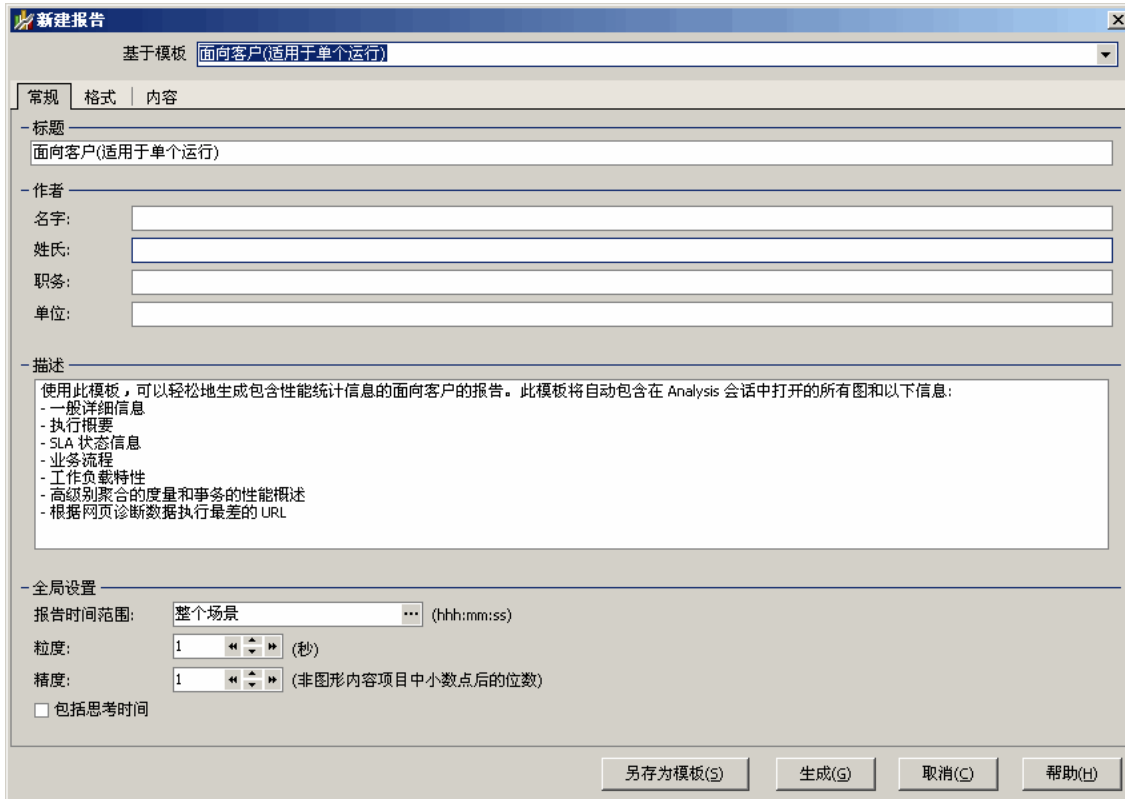 新建报告
基于模板 面向客户(适用于单个运行)
常规 格式 内容
标题
面向客户(适用于单个运行)
作者
名字:
姓氏:
职务:
单位:
描述
使用此模板，可以轻松地生成包含性能统计信息的面向客户的报告。此模板将自动包含在 Analysis 会话中打开的所有图和以下信息:
- 一般详细信息
- 执行概要
- SLA 状态信息
- 业务流程
- 工作负载特性
- 高级别聚合的度量和事务的性能概述
- 根据网页诊断数据执行最差的 URL
全局设置
报告时间范围: 整个场景 ... (hhh:mm:ss)
粒度: 1 (秒)
精度: 1 (非图形内容项目中小数点后的位数)
包括思考时间
另存为模板(S) 生成(G) 取消(C) 帮助(H)